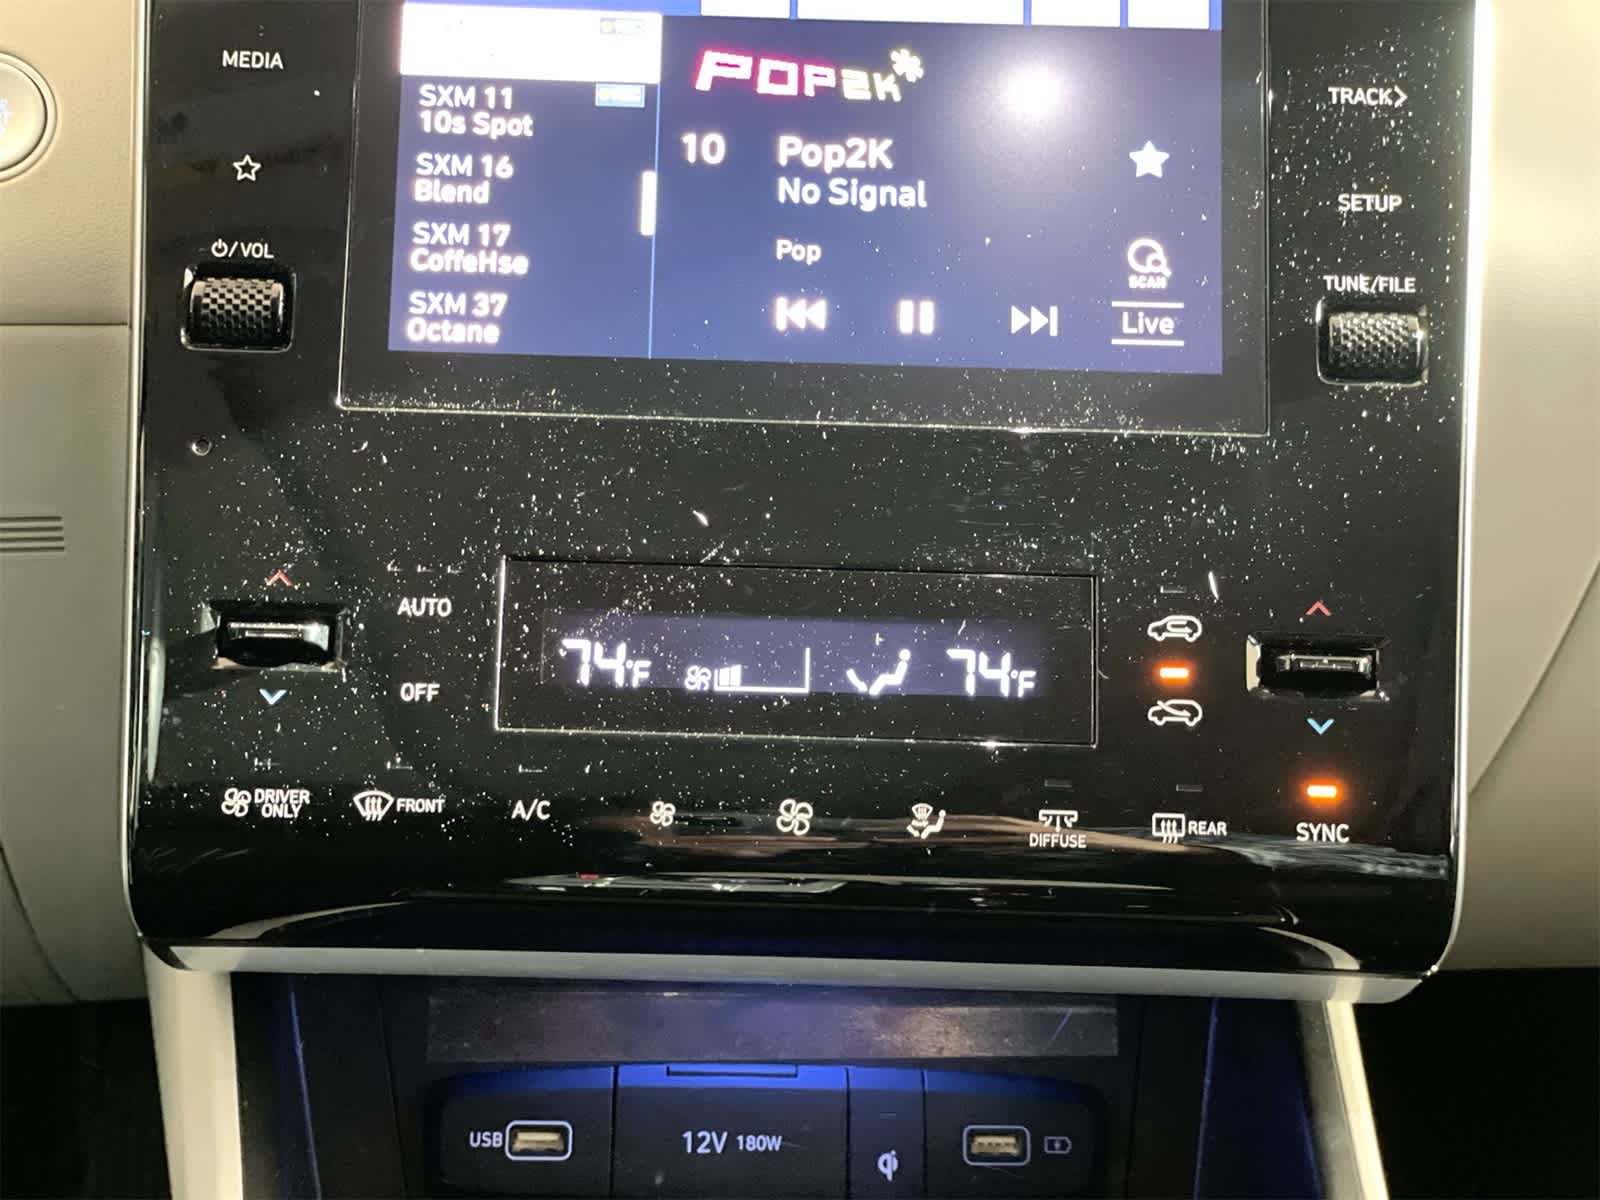 MEDIA
VOL
SXM 11
10s Spot
SXM 16
Blend
SXM 17
CoffeHse
SXM 37
Octane
POP2K
10
Pop2K
No Signal
Pop
SCAN
Live
TRACK
SETUP
TUNE/FILE
AUTO
OFF
74°F
74°F
DRIVER
ONLY
FRONT
A/C
DIFFUSE
REAR
SYNC
USB
12V 180W
qi